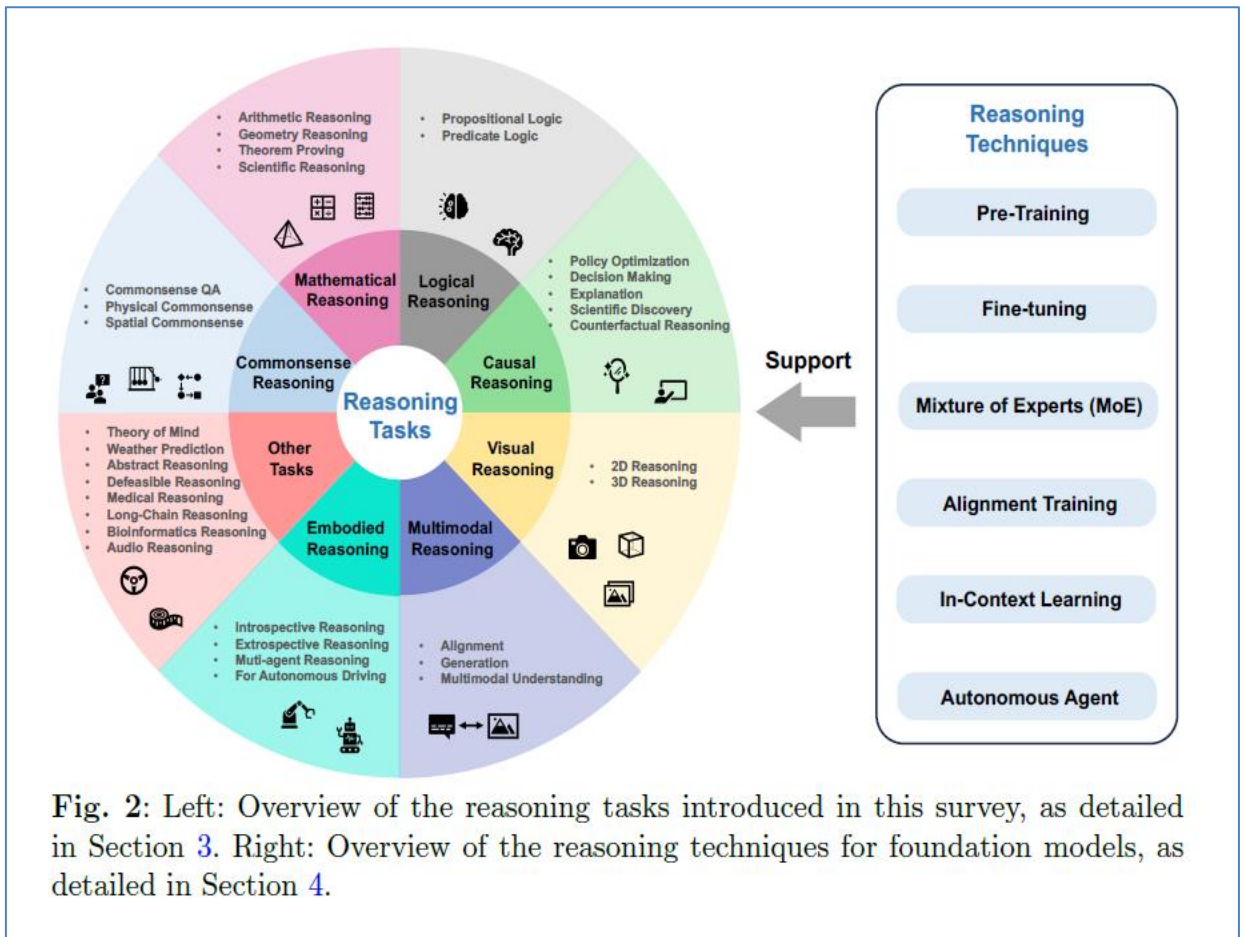 Arithmetic Reasoning
Geometry Reasoning
Theorem Proving
Scientific Reasoning
Propositional Logic
Predicate Logic
Policy Optimization
Decision Making
Explanation
Scientific Discovery
Counterfactual Reasoning
2D Reasoning
3D Reasoning
Alignment
Generation
Multimodal Understanding
Introspective Reasoning
Extrospective Reasoning
Muti-agent Reasoning
For Autonomous Driving
Theory of Mind
Weather Prediction
Abstract Reasoning
Defeasible Reasoning
Medical Reasoning
Long-Chain Reasoning
Bioinformatics Reasoning
Audio Reasoning
Commonsense QA
Physical Commonsense
Spatial Commonsense
Mathematical
Reasoning
Logical
Reasoning
Causal
Reasoning
Visual
Reasoning
Multimodal
Reasoning
Embodied
Reasoning
Other
Tasks
Commonsense
Reasoning
Reasoning
Tasks
Support
Reasoning
Techniques
Pre-Training
Fine-tuning
Mixture of Experts (MoE)
Alignment Training
In-Context Learning
Autonomous Agent
Fig. 2: Left: Overview of the reasoning tasks introduced in this survey, as detailed
in Section 3. Right: Overview of the reasoning techniques for foundation models, as
detailed in Section 4.